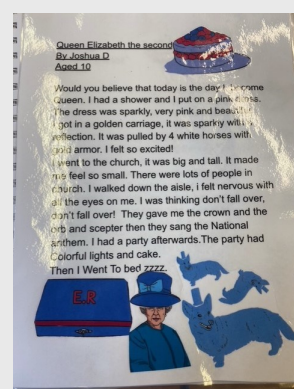 Queen Elizabeth the second
By Joshua D
Aged 10
Would you believe that today is the day I become
Queen. I had a shower and I put on a pink dress.
The dress was sparkly, very pink and beautiful.
I got in a golden carriage, it was sparkly with
reflection. It was pulled by 4 white horses with
gold armor. I felt so excited!
I went to the church, it was big and tall. It made
me feel so small. There were lots of people in
church. I walked down the aisle, i felt nervous with
all the eyes on me. I was thinking don't fall over,
don't fall over! They gave me the crown and the
orb and scepter then they sang the National
anthem. I had a party afterwards.The party had
Colorful lights and cake.
Then I Went To bed zzzz.
E.R